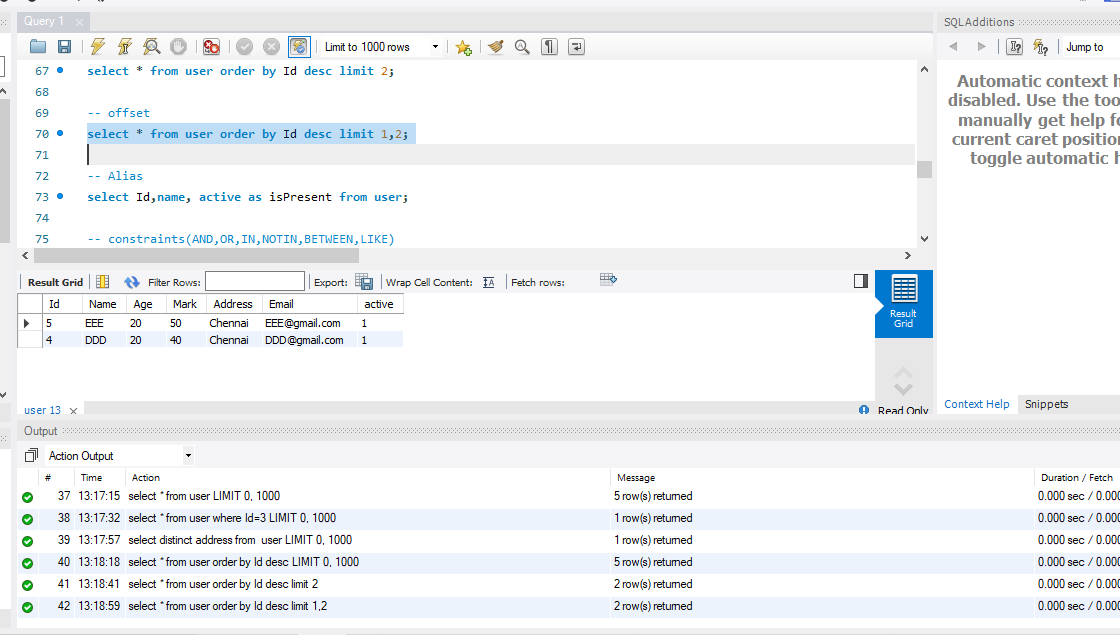 Query 1
SQLAdditions
Limit to 1000 rows
Jump to
67 select * from user order by Id desc limit 2;
68
69 -- offset
70 select * from user order by Id desc limit 1,2;
71
72 -- Alias
73 select Id,name, active as isPresent from user;
74
75 -- constraints(AND,OR,IN,NOTIN,BETWEEN,LIKE)
Automatic context h
disabled. Use the too
manually get help fo
current caret position
toggle automatic h
Result Grid Filter Rows: Export: Wrap Cell Content: Fetch rows:
Id Name Age Mark Address Email active
5 EEE 20 50 Chennai EEE@gmail.com 1
4 DDD 20 40 Chennai DDD@gmail.com 1
Result
Grid
user 13
Read Only
Context Help Snippets
Output
Action Output
# Time Action Message Duration / Fetch
37 13:17:15 select * from user LIMIT 0, 1000 5 row(s) returned 0.000 sec / 0.000
38 13:17:32 select * from user where Id=3 LIMIT 0, 1000 1 row(s) returned 0.000 sec / 0.000
39 13:17:57 select distinct address from  user LIMIT 0, 1000 1 row(s) returned 0.000 sec / 0.000
40 13:18:18 select * from user order by Id desc LIMIT 0, 1000 5 row(s) returned 0.000 sec / 0.000
41 13:18:41 select * from user order by Id desc limit 2 2 row(s) returned 0.000 sec / 0.000
42 13:18:59 select * from user order by Id desc limit 1,2 2 row(s) returned 0.000 sec / 0.000